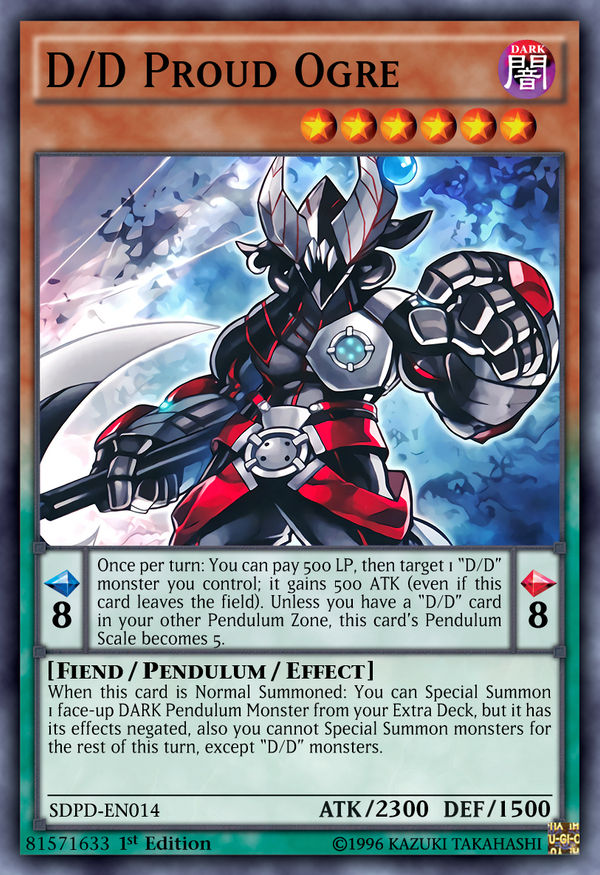 D/D Proud Ogre
DARK
闇
Once per turn: You can pay 500 LP, then target 1 "D/D"
monster you control; it gains 500 ATK (even if this
card leaves the field). Unless you have a "D/D" card
in your other Pendulum Zone, this card's Pendulum
Scale becomes 5.
8
8
[Fiend / Pendulum / Effect]
When this card is Normal Summoned: You can Special Summon
1 face-up DARK Pendulum Monster from your Extra Deck, but it has
its effects negated, also you cannot Special Summon monsters for
the rest of this turn, except "D/D" monsters.
SDPD-EN014 ATK/2300 DEF/1500
81571633 1st Edition ©1996 KAZUKI TAKAHASHI